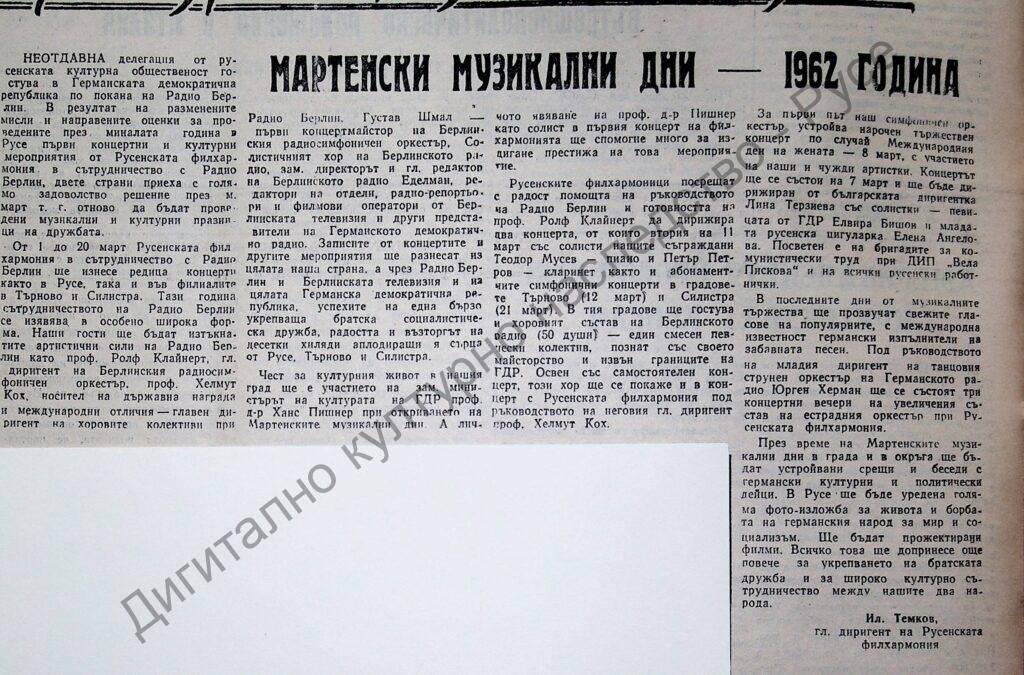 МАРТЕНСКИ МУЗИКАЛНИ ДНИ — 1962 ГОДИНА
НЕОТДАВНА делегация от ру-
сенската културна общественост го-
стува в Германската демократична
република по покана на Радио Бер-
лин. В резултат на разменените
мисли и направените оценки за про-
ведените през миналата година в
Русе първи концертни и културни
мероприятия от Русенската филхар-
мония в сътрудничество с Радио
Берлин, двете страни приеха с голя-
мо задоволство решение през м.
март т. г. отново да бъдат прове-
дени музикални и културни празни-
ци на дружбата.
От 1 до 20 март Русенската фил
хармония в сътрудничество с Радио
Берлин ще изнесе редица концерти
както в Русе, така и във филиалите
в Търново и Силистра. Тази година
сътрудничеството на Радио Берлин
се изявява в особено широка фор-
ма. Наши гости ще бъдат изтъкна-
тите артистични сили на Радио Бер-
лин като проф. Ролф Клайнерт, гл.
диригент на Берлинския радиосим-
фоничен оркестър, проф. Хелмут
Кох, носител на държавна награда
и международни отличия — главен ди-
ригент на хоровите колективи при
Радио Берлин, Густав Шмал —
първи концертмайстор на Берлин-
ския радиосимфоничен оркестър, Со-
листичният хор на Берлинското ра-
дио, зам. директорът и гл. редактор
на Берлинското радио Еделман, ре-
дактори на отдели, радио-репортьо-
ри и филмови оператори от Бер-
линската телевизия и други предста-
вители на Германското демократич-
но радио. Записите от концертите и
другите мероприятия ще разнесат из
цялата наша страна, а чрез Радио Бер-
лин и Берлинската телевизия и на
цялата Германска демократична ре-
публика, успехите на една бързо
укрепваща братска социалистиче-
ска дружба, радостта и възторгът на
десетки хиляди аплодиращи я сърца
от Русе, Търново и Силистра.
Чест за културния живот в нашия
град ще е участието на зам. мини-
стърът на културата на ГДР проф.
д-р Ханс Пишнер при откриването на
Мартенските музикални дни. А лич-
ното явяване на проф. д-р Пишнер
като солист в първия концерт на фил-
хармонията ще спомогне много за из-
дигане престижа на това мероприя-
тие.
Русенските филхармоници посрещат
с радост помощта на ръководството
на Радио Берлин и готовността на
проф. Ролф Клайнерт да дирижира
два концерта, от които втория на 11
март със солисти нашите съграждани
Теодор Мусев — пиано и Петър Пет-
ров — кларнет, както и абонамент-
ните симфонични концерти в градове-
те Търново (12 март) и Силистра
(21 март). В тия градове ще гостува
и хоровият състав на Берлинското
радио (50 души) — един смесен пев-
чески колектив, познат със своето
майсторство и извън границите на
ГДР. Освен със самостоятелен кон-
церт, този хор ще се покаже и в кон-
церт с Русенската филхармония под
ръководството на неговия гл. диригент
проф. Хелмут Кох.
За първи път наш симфоничен ор-
кестър устройва нарочен тържествен
концерт по случай Международния
ден на жената — 8 март, с участието
на наши и чужди артистки. Концертът
ще се състои на 7 март и ще бъде ди-
рижиран от българската диригентка
Лина Терзиева със солистки — певи-
цата от ГДР Елвира Бишон и млада-
та русенска цигуларка Елена Ангело-
ва. Посветен е на бригадите за ко-
мунистически труд при ДИП „Вела
Пискова“ и на всички русенски работ-
нички.
В последните дни от музикалните
тържества ще прозвучат свежите гла-
сове на популярните, с международна
известност германски изпълнители на
забавната песен. Под ръководството
на младия диригент на танцовия
струнен оркестър на Германското ра-
дио Юрген Херман ще се състоят три
концертни вечери на увеличения със-
став на естрадния оркестър при Ру-
сенската филхармония.
През време на Мартенските музи-
кални дни в града и в окръга ще бъ-
дат устройвани срещи и беседи с
германски културни и политически
дейци. В Русе ще бъде уредена голя-
ма фото-изложба за живота и борба-
та на германския народ за мир и со-
циализъм. Ще бъдат прожектирани
филми. Всичко това ще допринесе още
повече за укрепването на братската
дружба и за широко културно съ-
трудничество между нашите два на-
рода.
Ил. Темков,
гл. диригент на Русенската
филхармония
Дигитално културно наследство - Русе